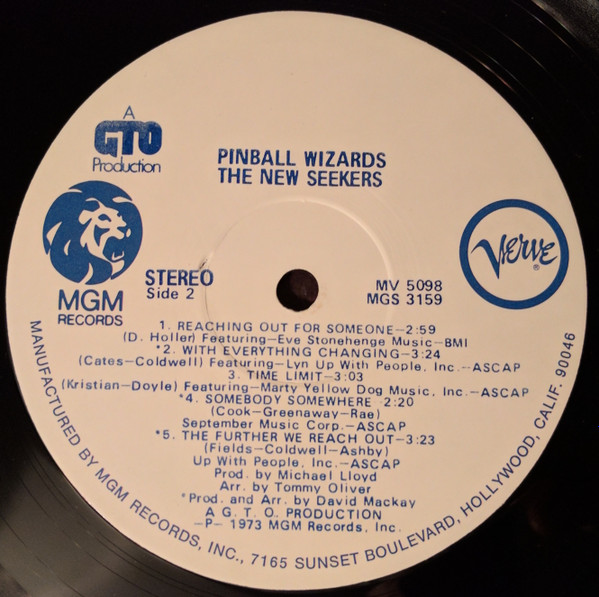 A
GTO
Production
PINBALL WIZARDS
THE NEW SEEKERS
MGM
RECORDS
STEREO
Side 2
MV 5098
MGS 3159
Verve
®
1. REACHING OUT FOR SOMEONE—2:59
(D. Holler) Featuring—Eve Stonehenge Music—BMI
*2. WITH EVERYTHING CHANGING—3:24
(Cates—Coldwell) Featuring—Lyn Up With People, Inc.—ASCAP
3. TIME LIMIT—3:03
(Kristian—Doyle) Featuring—Marty Yellow Dog Music, Inc.—ASCAP
*4. SOMEBODY SOMEWHERE—2:20
(Cook—Greenaway—Rae)
September Music Corp.—ASCAP
*5. THE FURTHER WE REACH OUT—3:23
(Fields—Coldwell—Ashby)
Up With People, Inc—ASCAP
Prod. by Michael Lloyd
Arr. by Tommy Oliver
*Prod. and Arr. by David Mackay
A G. T. O. PRODUCTION
—P— 1973 MGM Records, Inc.
MANUFACTURED BY MGM RECORDS, INC., 7165 SUNSET BOULEVARD, HOLLYWOOD, CALIF. 90046